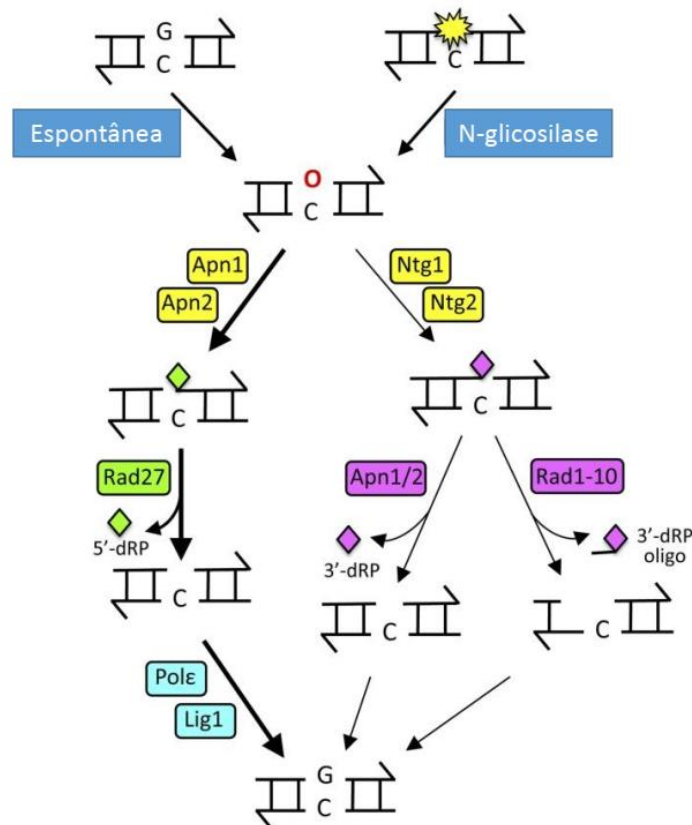 G
C
C
Espontânea
N-glicosilase
O
C
Apn1
Apn2
Ntg1
Ntg2
C
C
Rad27
5’-dRP
Apn1/2
3’-dRP
Rad1-10
3’-dRP
oligo
C
C
C
Polε
Lig1
G
C